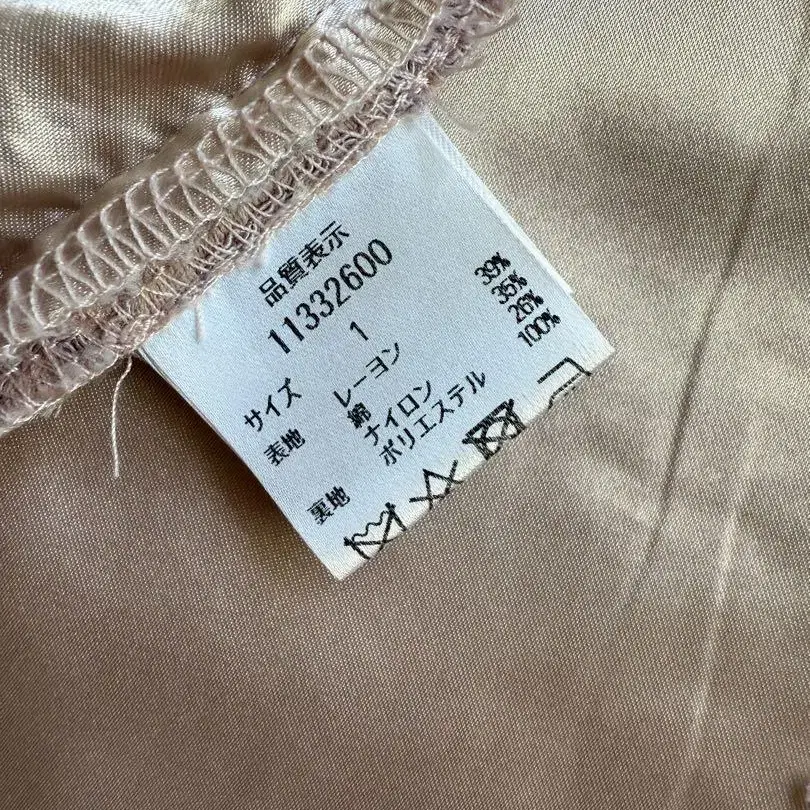 品質表示
11332600
サイズ 1
表地 レーヨン 39%
綿 35%
ナイロン 26%
裏地 ポリエステル 100%